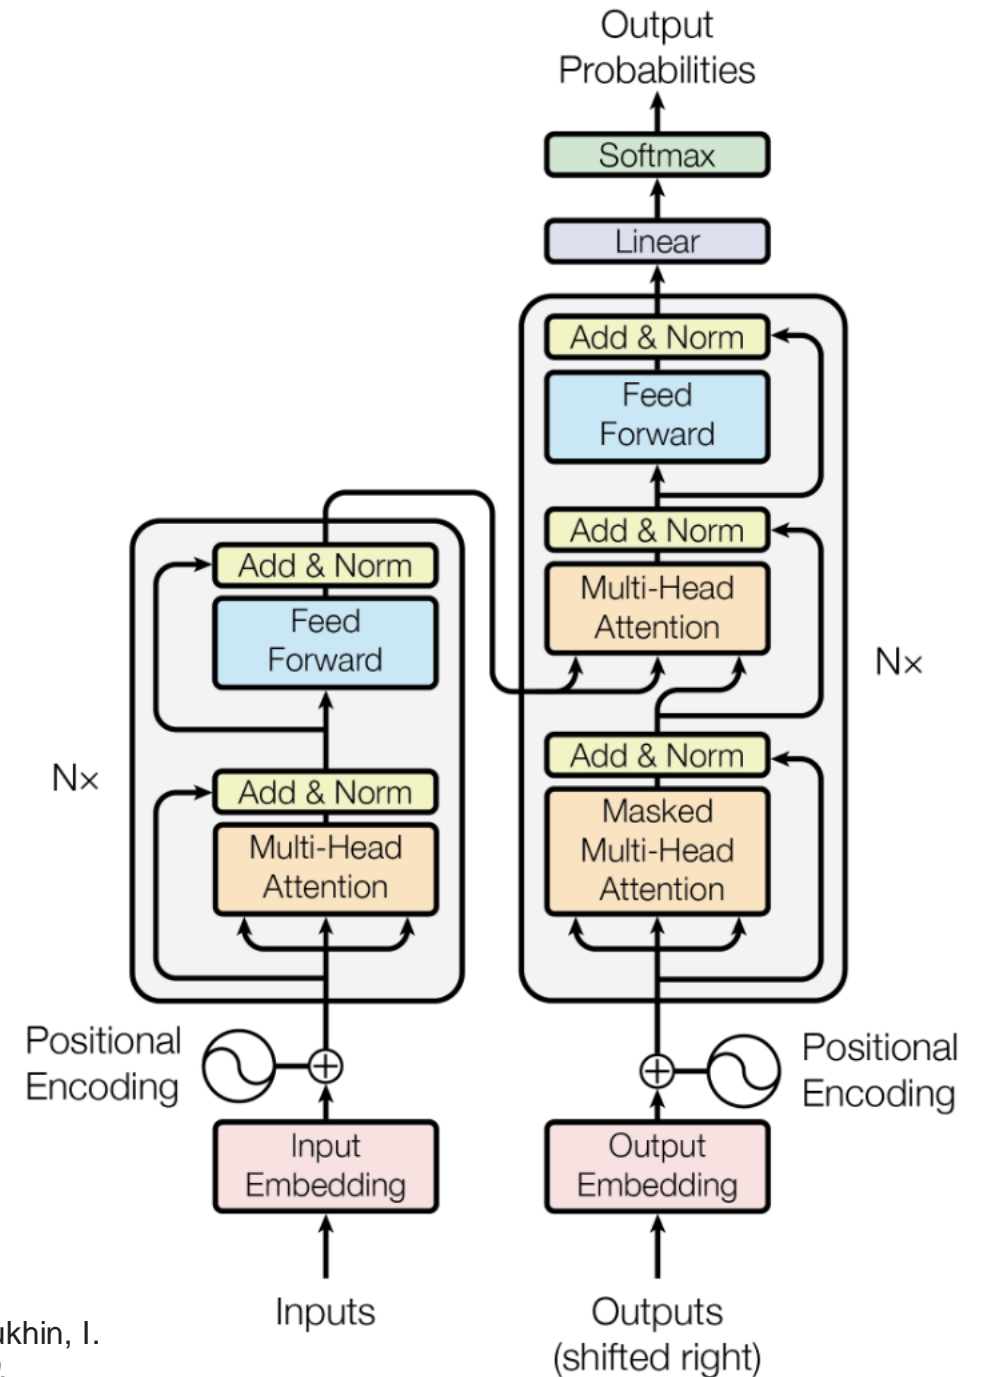 Output
Probabilities
Softmax
Linear
Add & Norm
Feed
Forward
Add & Norm
Multi-Head
Attention
Nx
Add & Norm
Masked
Multi-Head
Attention
Add & Norm
Feed
Forward
Nx
Add & Norm
Multi-Head
Attention
Positional
Encoding
Positional
Encoding
Input
Embedding
Output
Embedding
Inputs
Outputs
(shifted right)
I.